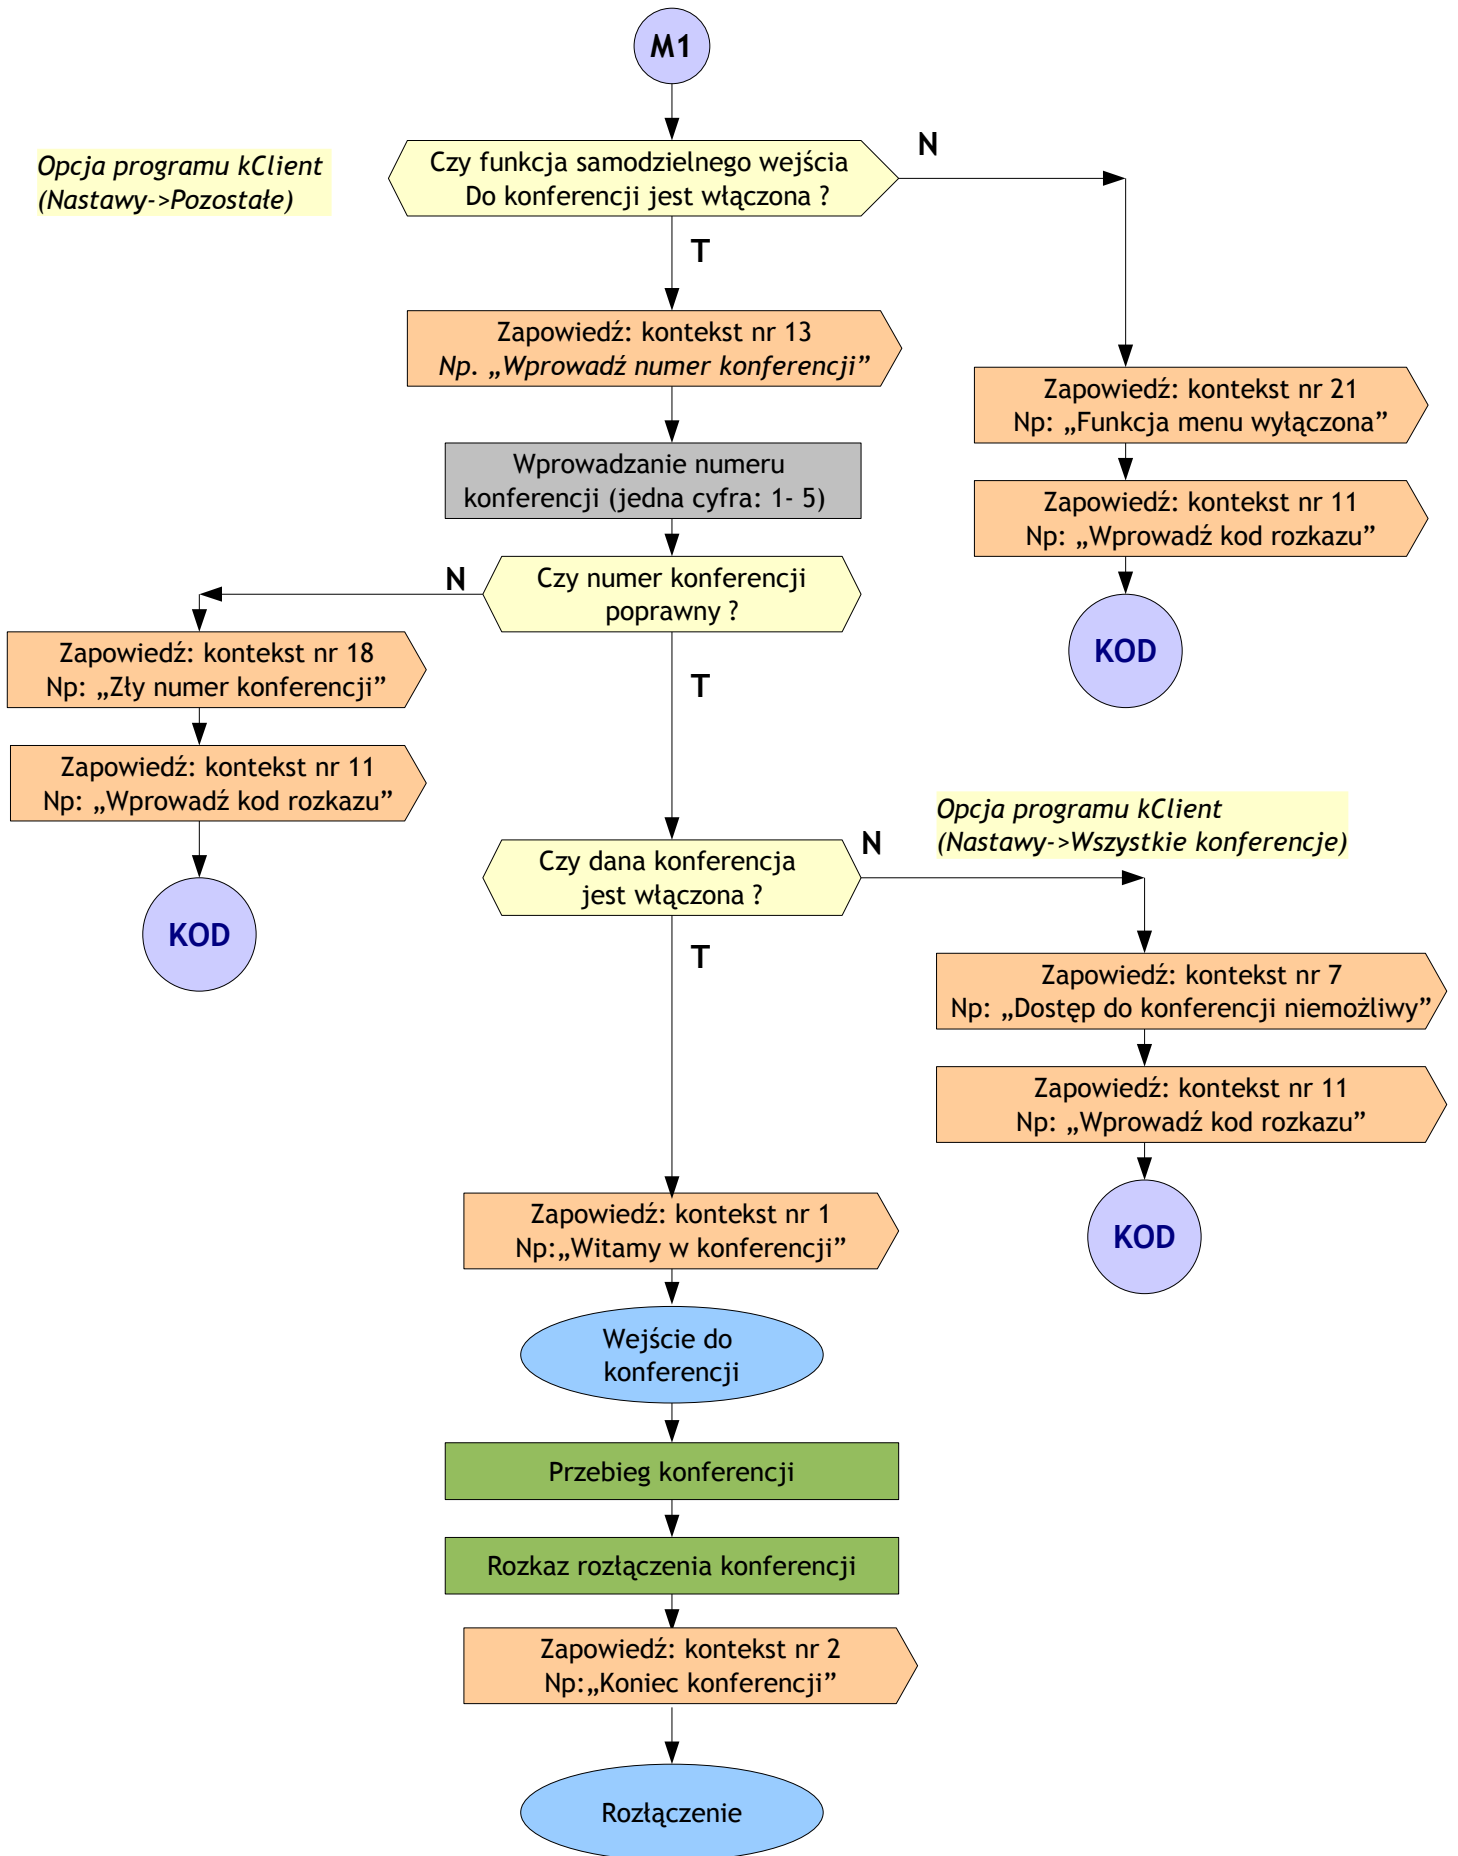 M1
Opcja programu kClient
(Nastawy->Pozostałe)
Czy funkcja samodzielnego wejścia
Do konferencji jest włączona ?
N
T
Zapowiedź: kontekst nr 13
Np. „Wprowadź numer konferencji”
Zapowiedź: kontekst nr 21
Np: „Funkcja menu wyłączona”
Wprowadzanie numeru
konferencji (jedna cyfra: 1- 5)
Zapowiedź: kontekst nr 11
Np: „Wprowadź kod rozkazu”
KOD
Czy numer konferencji
poprawny ?
N
T
Zapowiedź: kontekst nr 18
Np: „Zły numer konferencji”
Zapowiedź: kontekst nr 11
Np: „Wprowadź kod rozkazu”
KOD
Opcja programu kClient
(Nastawy->Wszystkie konferencje)
Czy dana konferencja
jest włączona ?
N
T
Zapowiedź: kontekst nr 7
Np: „Dostęp do konferencji niemożliwy”
Zapowiedź: kontekst nr 11
Np: „Wprowadź kod rozkazu”
KOD
Zapowiedź: kontekst nr 1
Np:„Witamy w konferencji”
Wejście do
konferencji
Przebieg konferencji
Rozkaz rozłączenia konferencji
Zapowiedź: kontekst nr 2
Np:„Koniec konferencji”
Rozłączenie